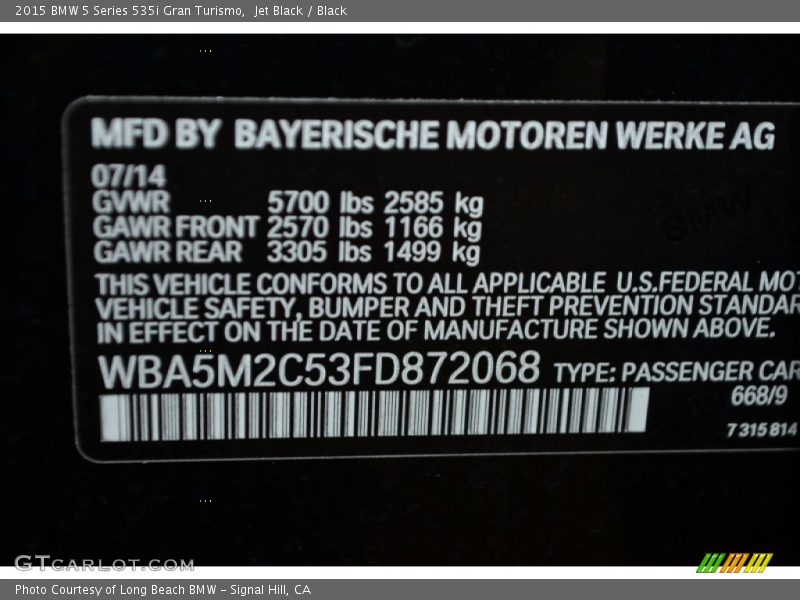 2015 BMW 5 Series 535i Gran Turismo, Jet Black / Black
MFD BY BAYERISCHE MOTOREN WERKE AG
07/14
GVWR 5700 lbs 2585 kg
GAWR FRONT 2570 lbs 1166 kg
GAWR REAR 3305 lbs 1499 kg
THIS VEHICLE CONFORMS TO ALL APPLICABLE U.S.FEDERAL MOT
VEHICLE SAFETY, BUMPER AND THEFT PREVENTION STANDAR
IN EFFECT ON THE DATE OF MANUFACTURE SHOWN ABOVE.
WBA5M2C53FD872068 TYPE: PASSENGER CAR
668/9
7 315 814
GTCARLOT.COM
Photo Courtesy of Long Beach BMW - Signal Hill, CA